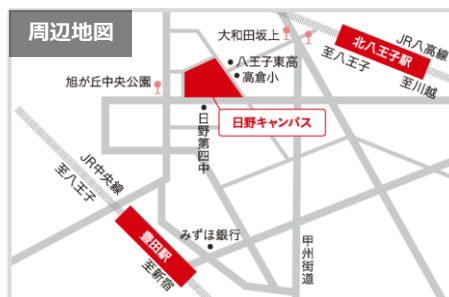 周辺地図
大和田坂上
JR八高線
北八王子駅
至八王子
至川越
八王子東高
高倉小
旭が丘中央公園
日野キャンパス
日野第四中
JR中央線
至八王子
豊田駅
至新宿
みずほ銀行
甲州街道